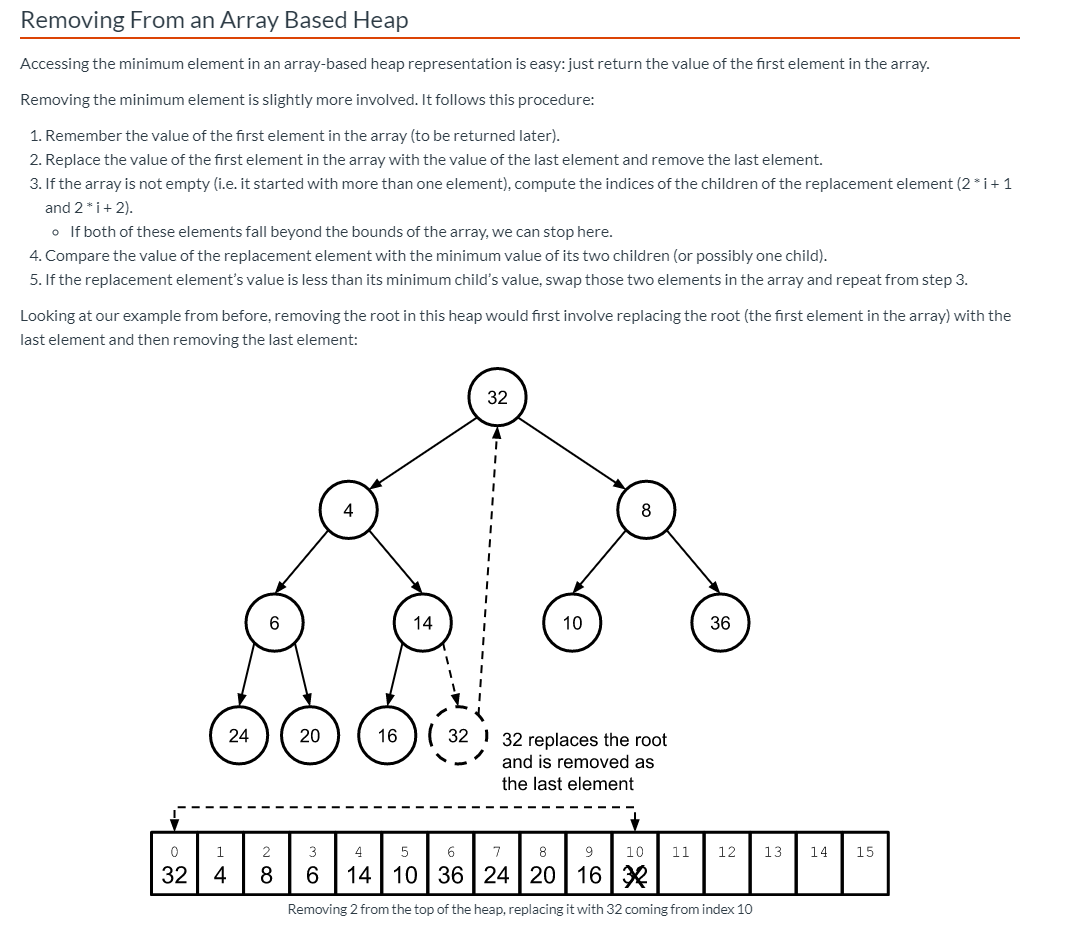 Removing From an Array Based Heap
Accessing the minimum element in an array-based heap representation is easy: just return the value of the first element in the array.
Removing the minimum element is slightly more involved. It follows this procedure:
1. Remember the value of the first element in the array (to be returned later).
2. Replace the value of the first element in the array with the value of the last element and remove the last element.
3. If the array is not empty (i.e. it started with more than one element), compute the indices of the children of the replacement element (2 * i + 1
and 2 * i + 2).
○ If both of these elements fall beyond the bounds of the array, we can stop here.
4. Compare the value of the replacement element with the minimum value of its two children (or possibly one child).
5. If the replacement element's value is less than its minimum child's value, swap those two elements in the array and repeat from step 3.
Looking at our example from before, removing the root in this heap would first involve replacing the root (the first element in the array) with the
last element and then removing the last element:
32
4 8
6 14 10 36
24 20 16 32
32 replaces the root
and is removed as
the last element
0 1 2 3 4 5 6 7 8 9 10 11 12 13 14 15
32 4 8 6 14 10 36 24 20 16 32
Removing 2 from the top of the heap, replacing it with 32 coming from index 10